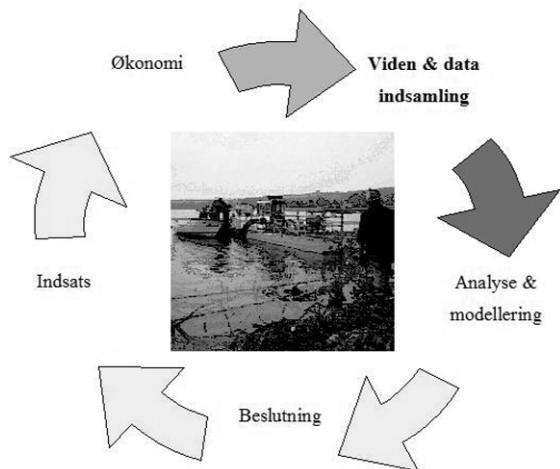 Økonomi
Viden & data
indsamling
Analyse &
modellering
Beslutning
Indsats